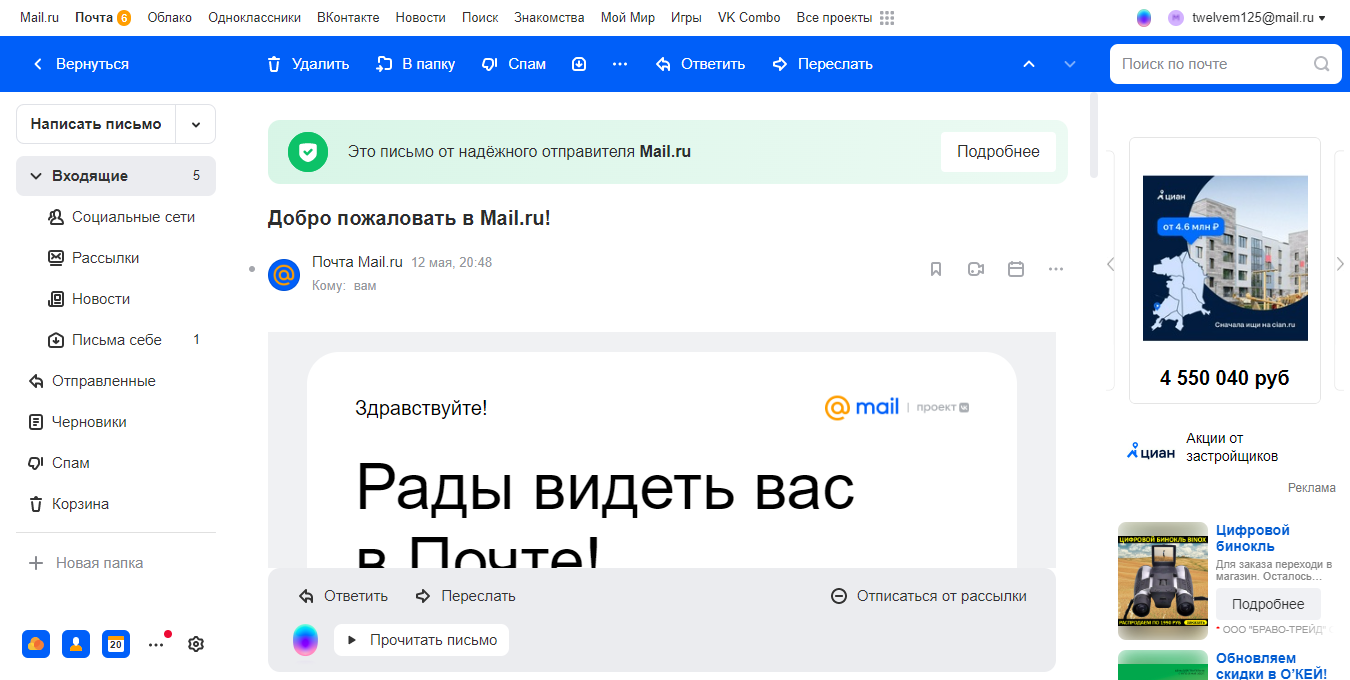 Mail.ru Почта 6 Облако Одноклассники ВКонтакте Новости Поиск Знакомства Мой Мир Игры VK Combo Все проекты M twelvem125@mail.ru
Вернуться Удалить В папку Спам Ответить Переслать Поиск по почте
Написать письмо
Входящие 5
Социальные сети
Рассылки
Новости
Письма себе 1
Отправленные
Черновики
Спам
Корзина
Новая папка
20
Это письмо от надёжного отправителя Mail.ru Подробнее
Добро пожаловать в Mail.ru!
Почта Mail.ru 12 мая, 20:48
Кому: вам
Здравствуйте!
@mail | проект VK
Рады видеть вас
в Почте!
Ответить Переслать Отписаться от рассылки
Прочитать письмо
циан
от 4.6 млн ₽
Сначала ищи на cian.ru
4 550 040 руб
циан
Акции от
застройщиков
Реклама
ЦИФРОВОЙ БИНОКЛЬ BINOX
РАСПРОДАЕМ ПО 1990 РУБ
Цифровой
бинокль
Для заказа переходи в
магазин. Осталось...
Подробнее
* ООО "БРАВО-ТРЕЙД"
Обновляем
скидки в О'КЕЙ!